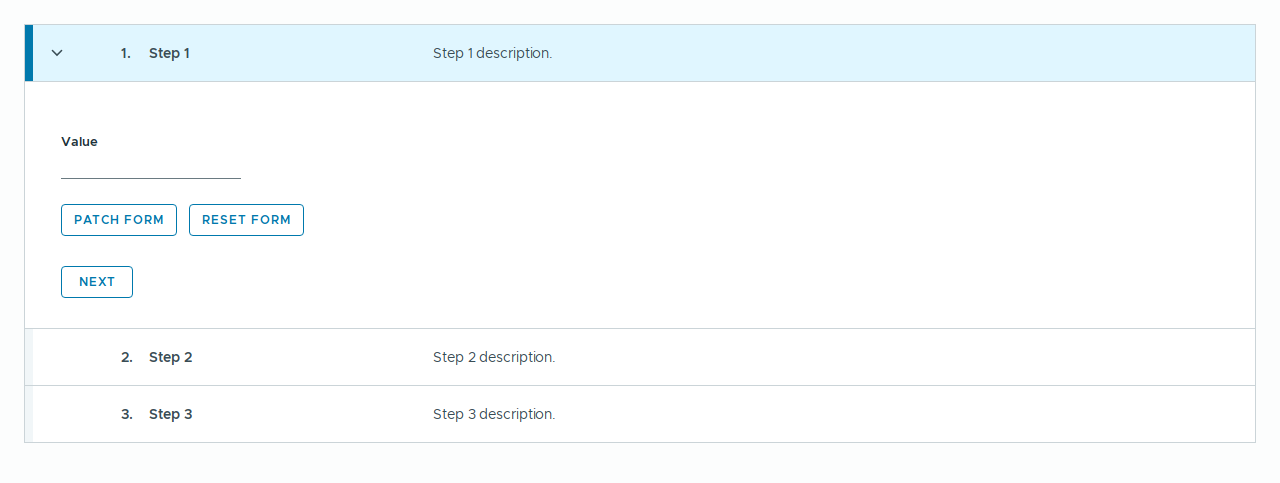 1. Step 1 Step 1 description.
Value
PATCH FORM RESET FORM
NEXT
2. Step 2 Step 2 description.
3. Step 3 Step 3 description.